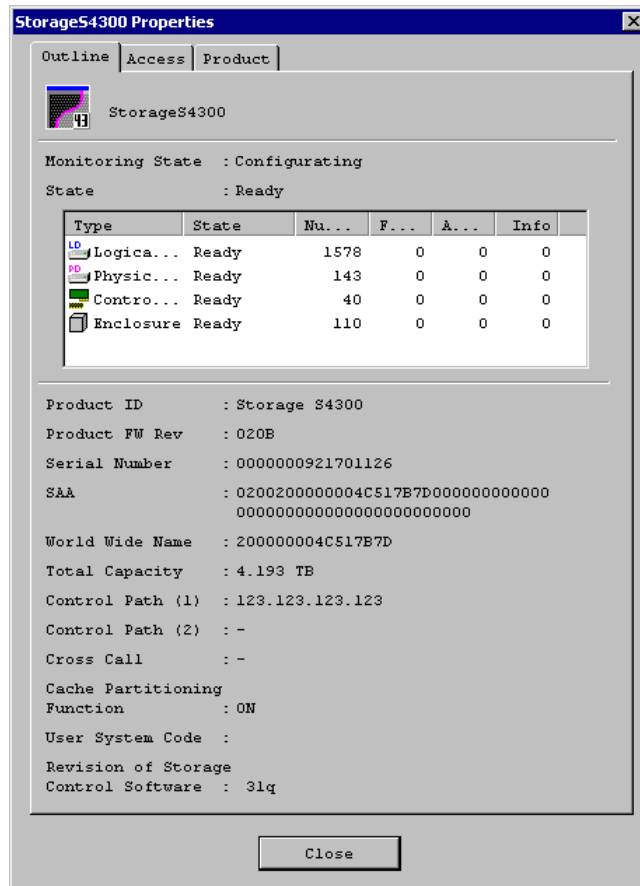 StorageS4300 Properties
Outline Access Product
43 StorageS4300
Monitoring State : Configurating
State : Ready
Type State Nu... F... A... Info
LD Logica... Ready 1578 0 0 0
PD Physic... Ready 143 0 0 0
Contro... Ready 40 0 0 0
Enclosure Ready 110 0 0 0
Product ID : Storage S4300
Product FW Rev : 020B
Serial Number : 0000000921701126
SAA : 0200200000004C517B7D000000000000
000000000000000000000000
World Wide Name : 200000004C517B7D
Total Capacity : 4.193 TB
Control Path (1) : 123.123.123.123
Control Path (2) : -
Cross Call : -
Cache Partitioning
Function : ON
User System Code :
Revision of Storage
Control Software : 31q
Close